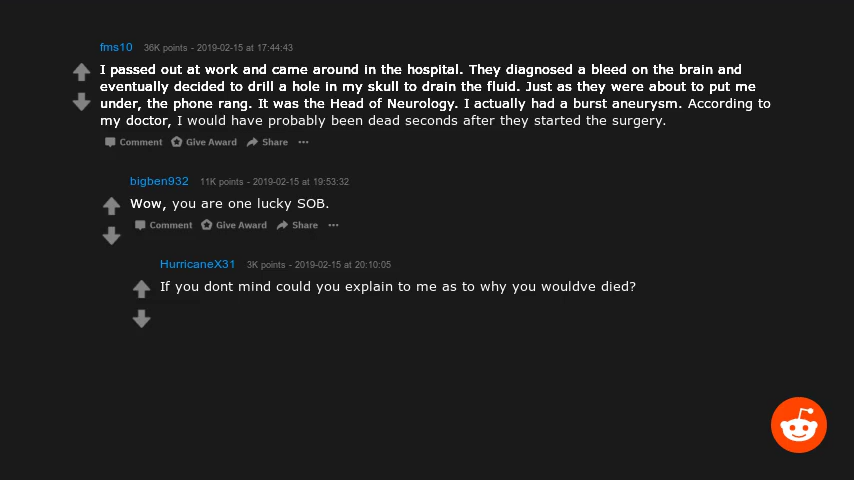 fms10 36K points - 2019-02-15 at 17:44:43
I passed out at work and came around in the hospital. They diagnosed a bleed on the brain and
eventually decided to drill a hole in my skull to drain the fluid. Just as they were about to put me
under, the phone rang. It was the Head of Neurology. I actually had a burst aneurysm. According to
my doctor, I would have probably been dead seconds after they started the surgery.
Comment Give Award Share ...
bigben932 11K points - 2019-02-15 at 19:53:32
Wow, you are one lucky SOB.
Comment Give Award Share ...
HurricaneX31 3K points - 2019-02-15 at 20:10:05
If you dont mind could you explain to me as to why you wouldve died?